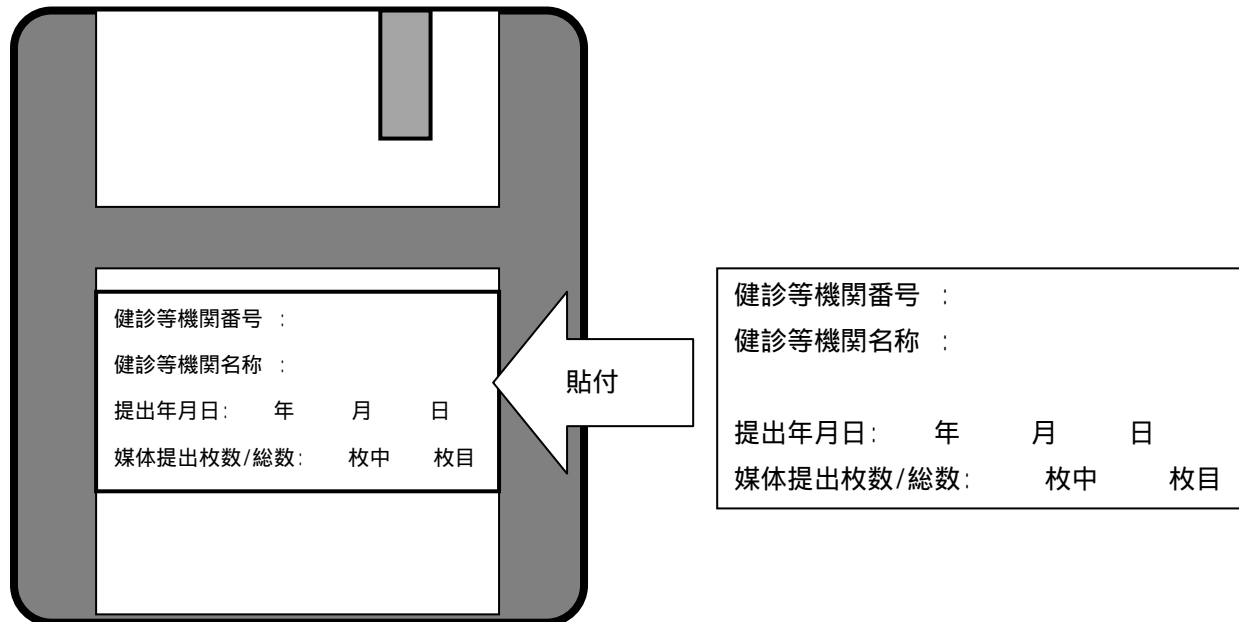 健診等機関番号 :
健診等機関名称 :
提出年月日: 年 月 日
媒体提出枚数/総数: 枚中 枚目
貼付
健診等機関番号 :
健診等機関名称 :
提出年月日: 年 月 日
媒体提出枚数/総数: 枚中 枚目